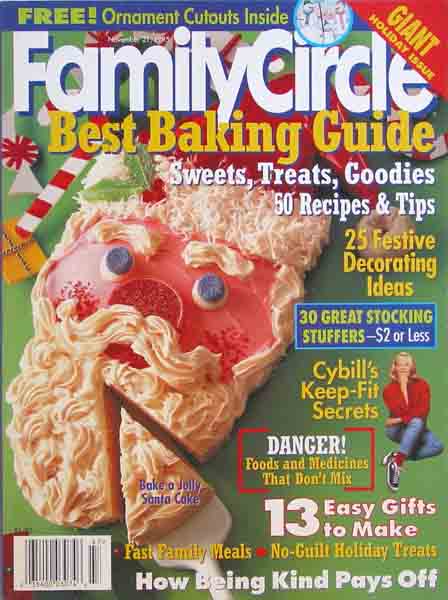 FREE! Ornament Cutouts Inside
GIANT
HOLIDAY ISSUE
November 21, 1995
FamilyCircle
Best Baking Guide
Sweets, Treats, Goodies
50 Recipes & Tips
25 Festive
Decorating
Ideas
30 GREAT STOCKING
STUFFERS–$2 or Less
Cybill's
Keep-Fit
Secrets
DANGER!
Foods and Medicines
That Don't Mix
Bake a Jolly
Santa Cake
13 Easy Gifts
to Make
• Fast Family Meals • No-Guilt Holiday Treats
How Being Kind Pays Off